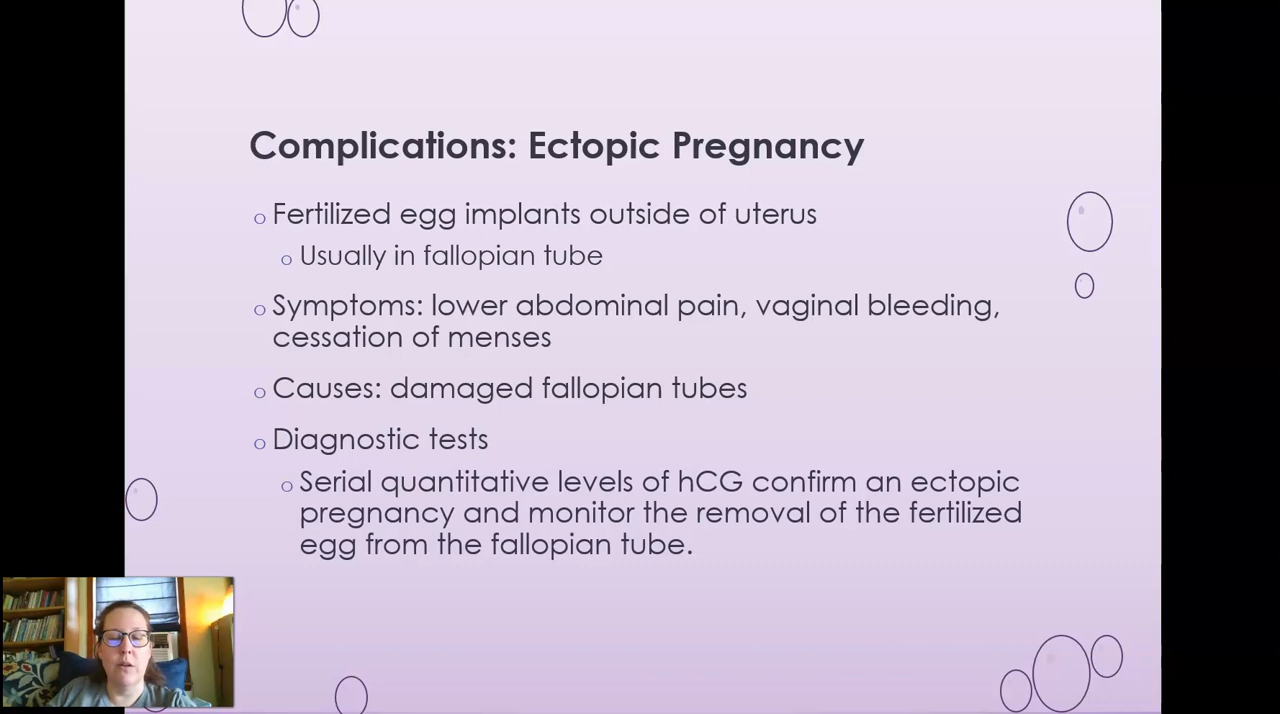 Complications: Ectopic Pregnancy
Fertilized egg implants outside of uterus
Usually in fallopian tube
Symptoms: lower abdominal pain, vaginal bleeding,
cessation of menses
Causes: damaged fallopian tubes
Diagnostic tests
Serial quantitative levels of hCG confirm an ectopic
pregnancy and monitor the removal of the fertilized
egg from the fallopian tube.